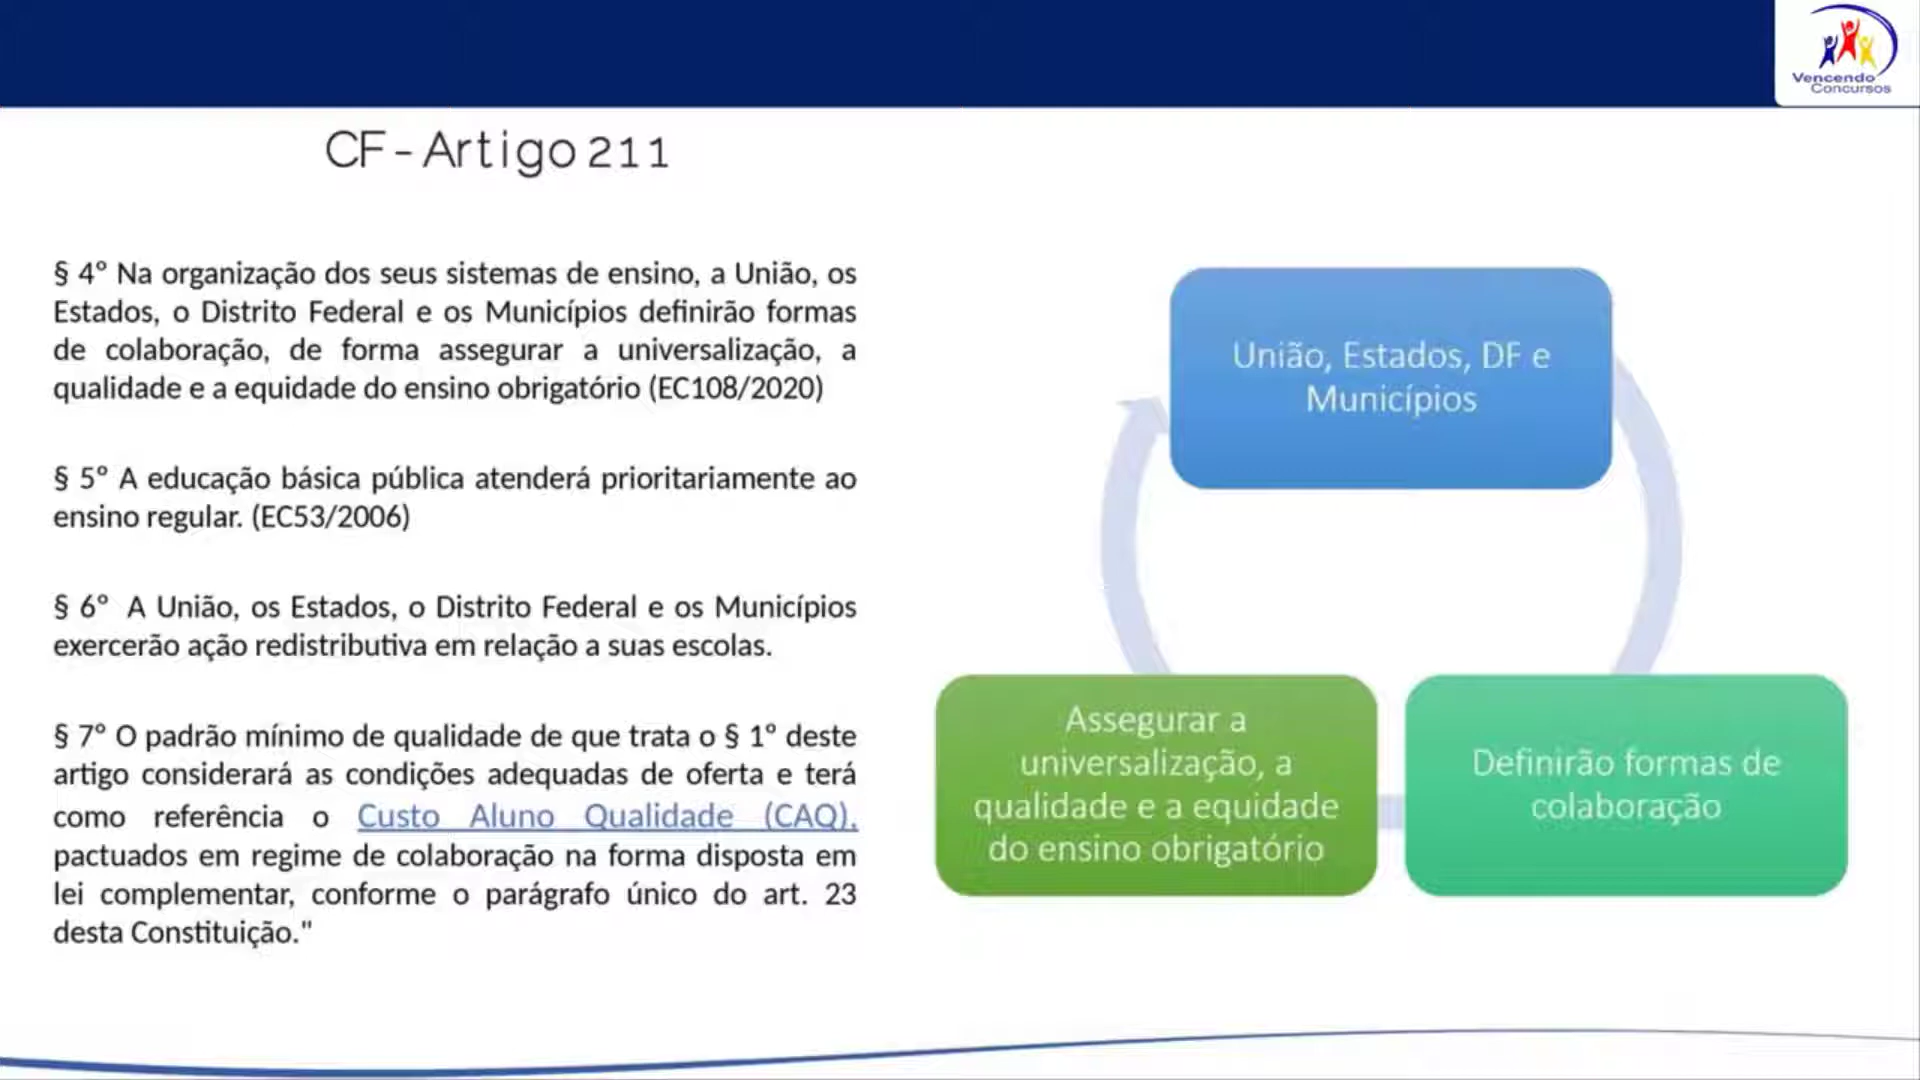 Vencendo
Concursos
CF - Artigo 211
§ 4º Na organização dos seus sistemas de ensino, a União, os
Estados, o Distrito Federal e os Municípios definirão formas
de colaboração, de forma assegurar a universalização, a
qualidade e a equidade do ensino obrigatório (EC108/2020)
§ 5º A educação básica pública atenderá prioritariamente ao
ensino regular. (EC53/2006)
§ 6º A União, os Estados, o Distrito Federal e os Municípios
exercerão ação redistributiva em relação a suas escolas.
§ 7º O padrão mínimo de qualidade de que trata o § 1º deste
artigo considerará as condições adequadas de oferta e terá
como referência o Custo Aluno Qualidade (CAQ),
pactuados em regime de colaboração na forma disposta em
lei complementar, conforme o parágrafo único do art. 23
desta Constituição."
União, Estados, DF e
Municípios
Definirão formas de
colaboração
Assegurar a
universalização, a
qualidade e a equidade
do ensino obrigatório